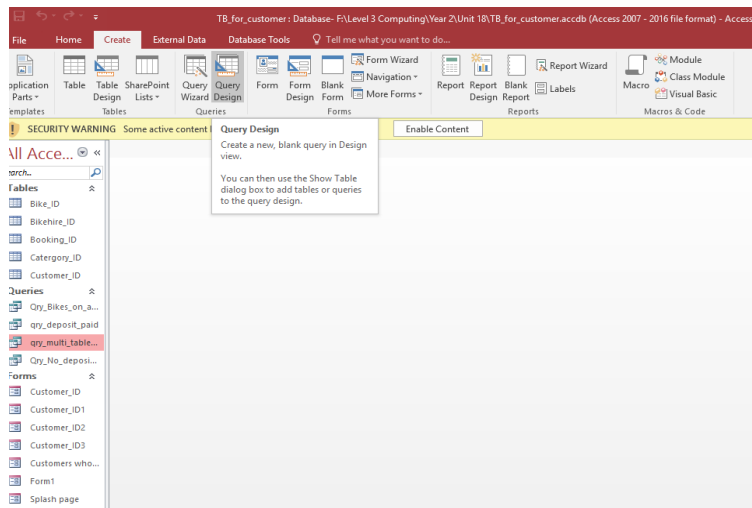 TB_for_customer : Database- F:\Level 3 Computing\Year 2\Unit 18\TB_for_customer.accdb (Access 2007 - 2016 file format) - Access
File Home Create External Data Database Tools Tell me what you want to do...
pplication Parts Table Table Design SharePoint Lists Query Wizard Query Design Form Form Design Blank Form Form Wizard Navigation More Forms Report Report Design Blank Report Report Wizard Labels Macro Module Class Module Visual Basic
emplates Tables Queries Forms Reports Macros & Code
SECURITY WARNING Some active content Enable Content
Query Design
Create a new, blank query in Design
view.
You can then use the Show Table
dialog box to add tables or queries
to the query design.
All Acce...
earch..
Tables
Bike_ID
Bikehire_ID
Booking_ID
Catergory_ID
Customer_ID
Queries
Qry_Bikes_on_a...
qry_deposit_paid
qry_multi_table...
Qry_No_deposi...
Forms
Customer_ID
Customer_ID1
Customer_ID2
Customer_ID3
Customers who...
Form1
Splash page